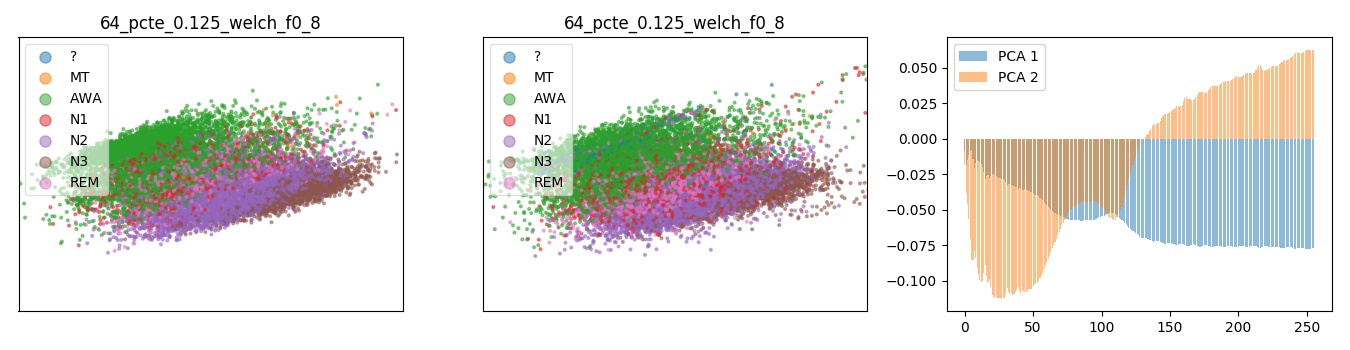 64_pcte_0.125_welch_f0_8
?
MT
AWA
N1
N2
N3
REM
64_pcte_0.125_welch_f0_8
?
MT
AWA
N1
N2
N3
REM
PCA 1
PCA 2
0.050
0.025
0.000
−0.025
−0.050
−0.075
−0.100
0 50 100 150 200 250